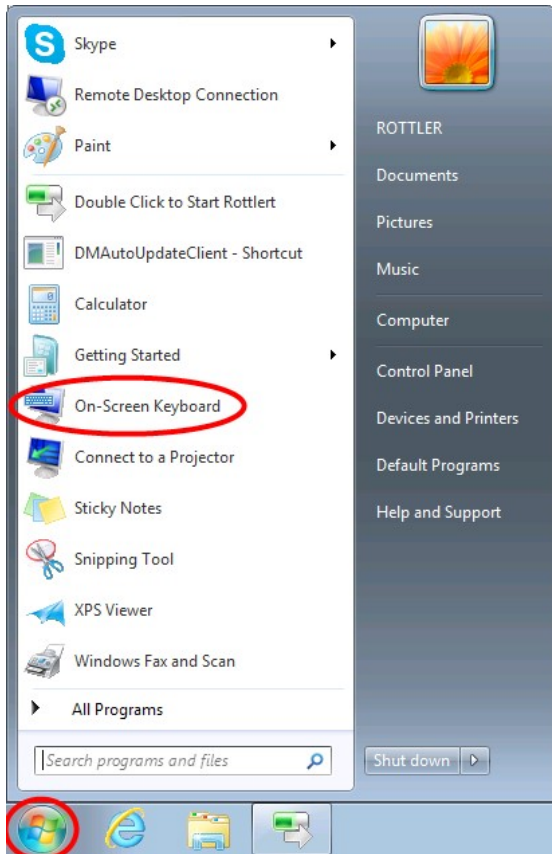 Skype
Remote Desktop Connection
Paint
Double Click to Start Rottlert
DMAutoUpdateClient - Shortcut
Calculator
Getting Started
On-Screen Keyboard
Connect to a Projector
Sticky Notes
Snipping Tool
XPS Viewer
Windows Fax and Scan
All Programs
Search programs and files
ROTTLER
Documents
Pictures
Music
Computer
Control Panel
Devices and Printers
Default Programs
Help and Support
Shut down